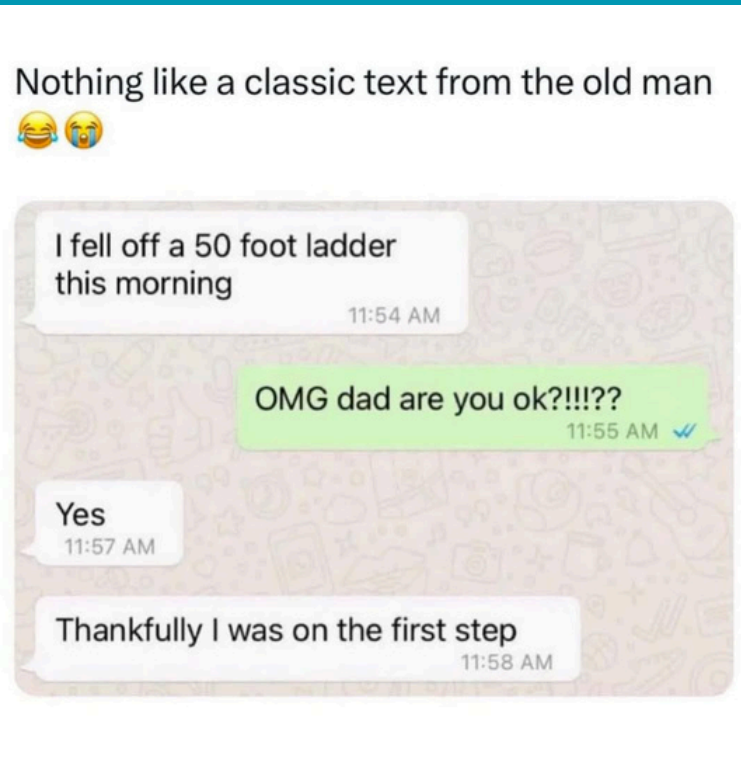 Nothing like a classic text from the old man
😂😭
I fell off a 50 foot ladder
this morning
11:54 AM
OMG dad are you ok?!!!??
11:55 AM
Yes
11:57 AM
Thankfully I was on the first step
11:58 AM